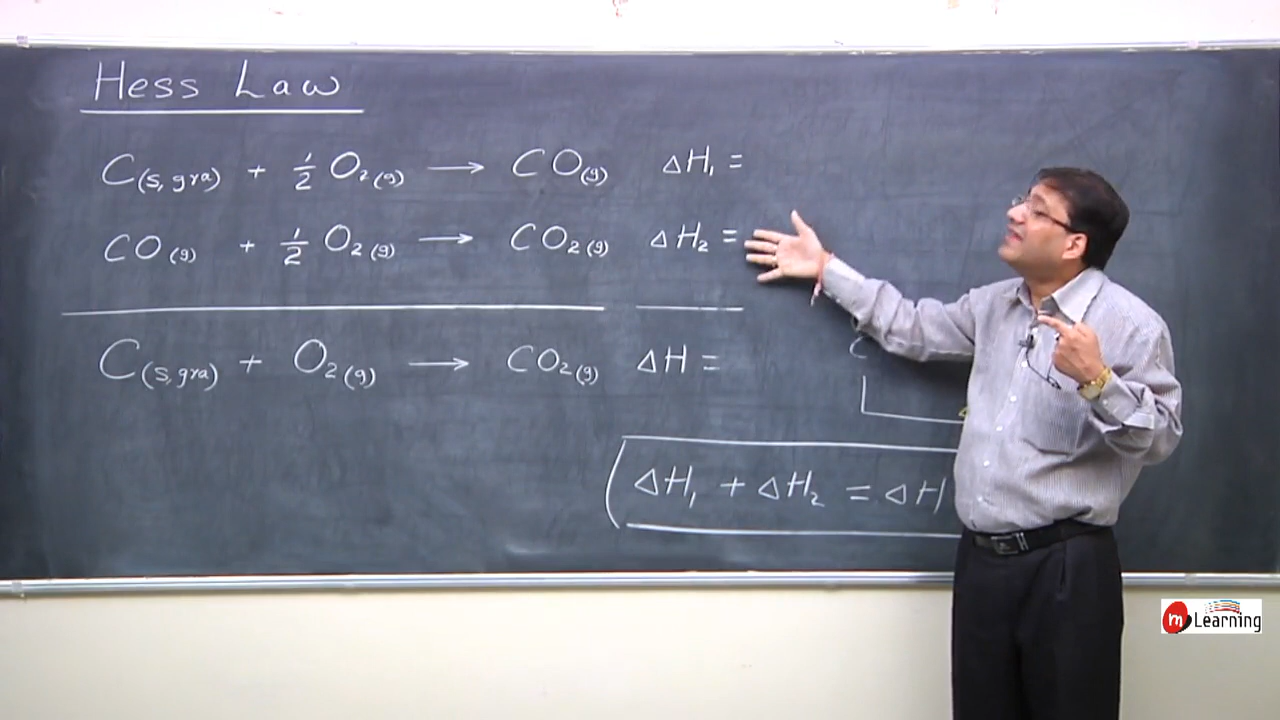 Hess Law
C(s, gra) + 1/2 O2(g) → CO(g) ΔH1 =
CO(g) + 1/2 O2(g) → CO2(g) ΔH2 =
C(s, gra) + O2(g) → CO2(g) ΔH =
C
ΔH1 + ΔH2 = ΔH
m Learning